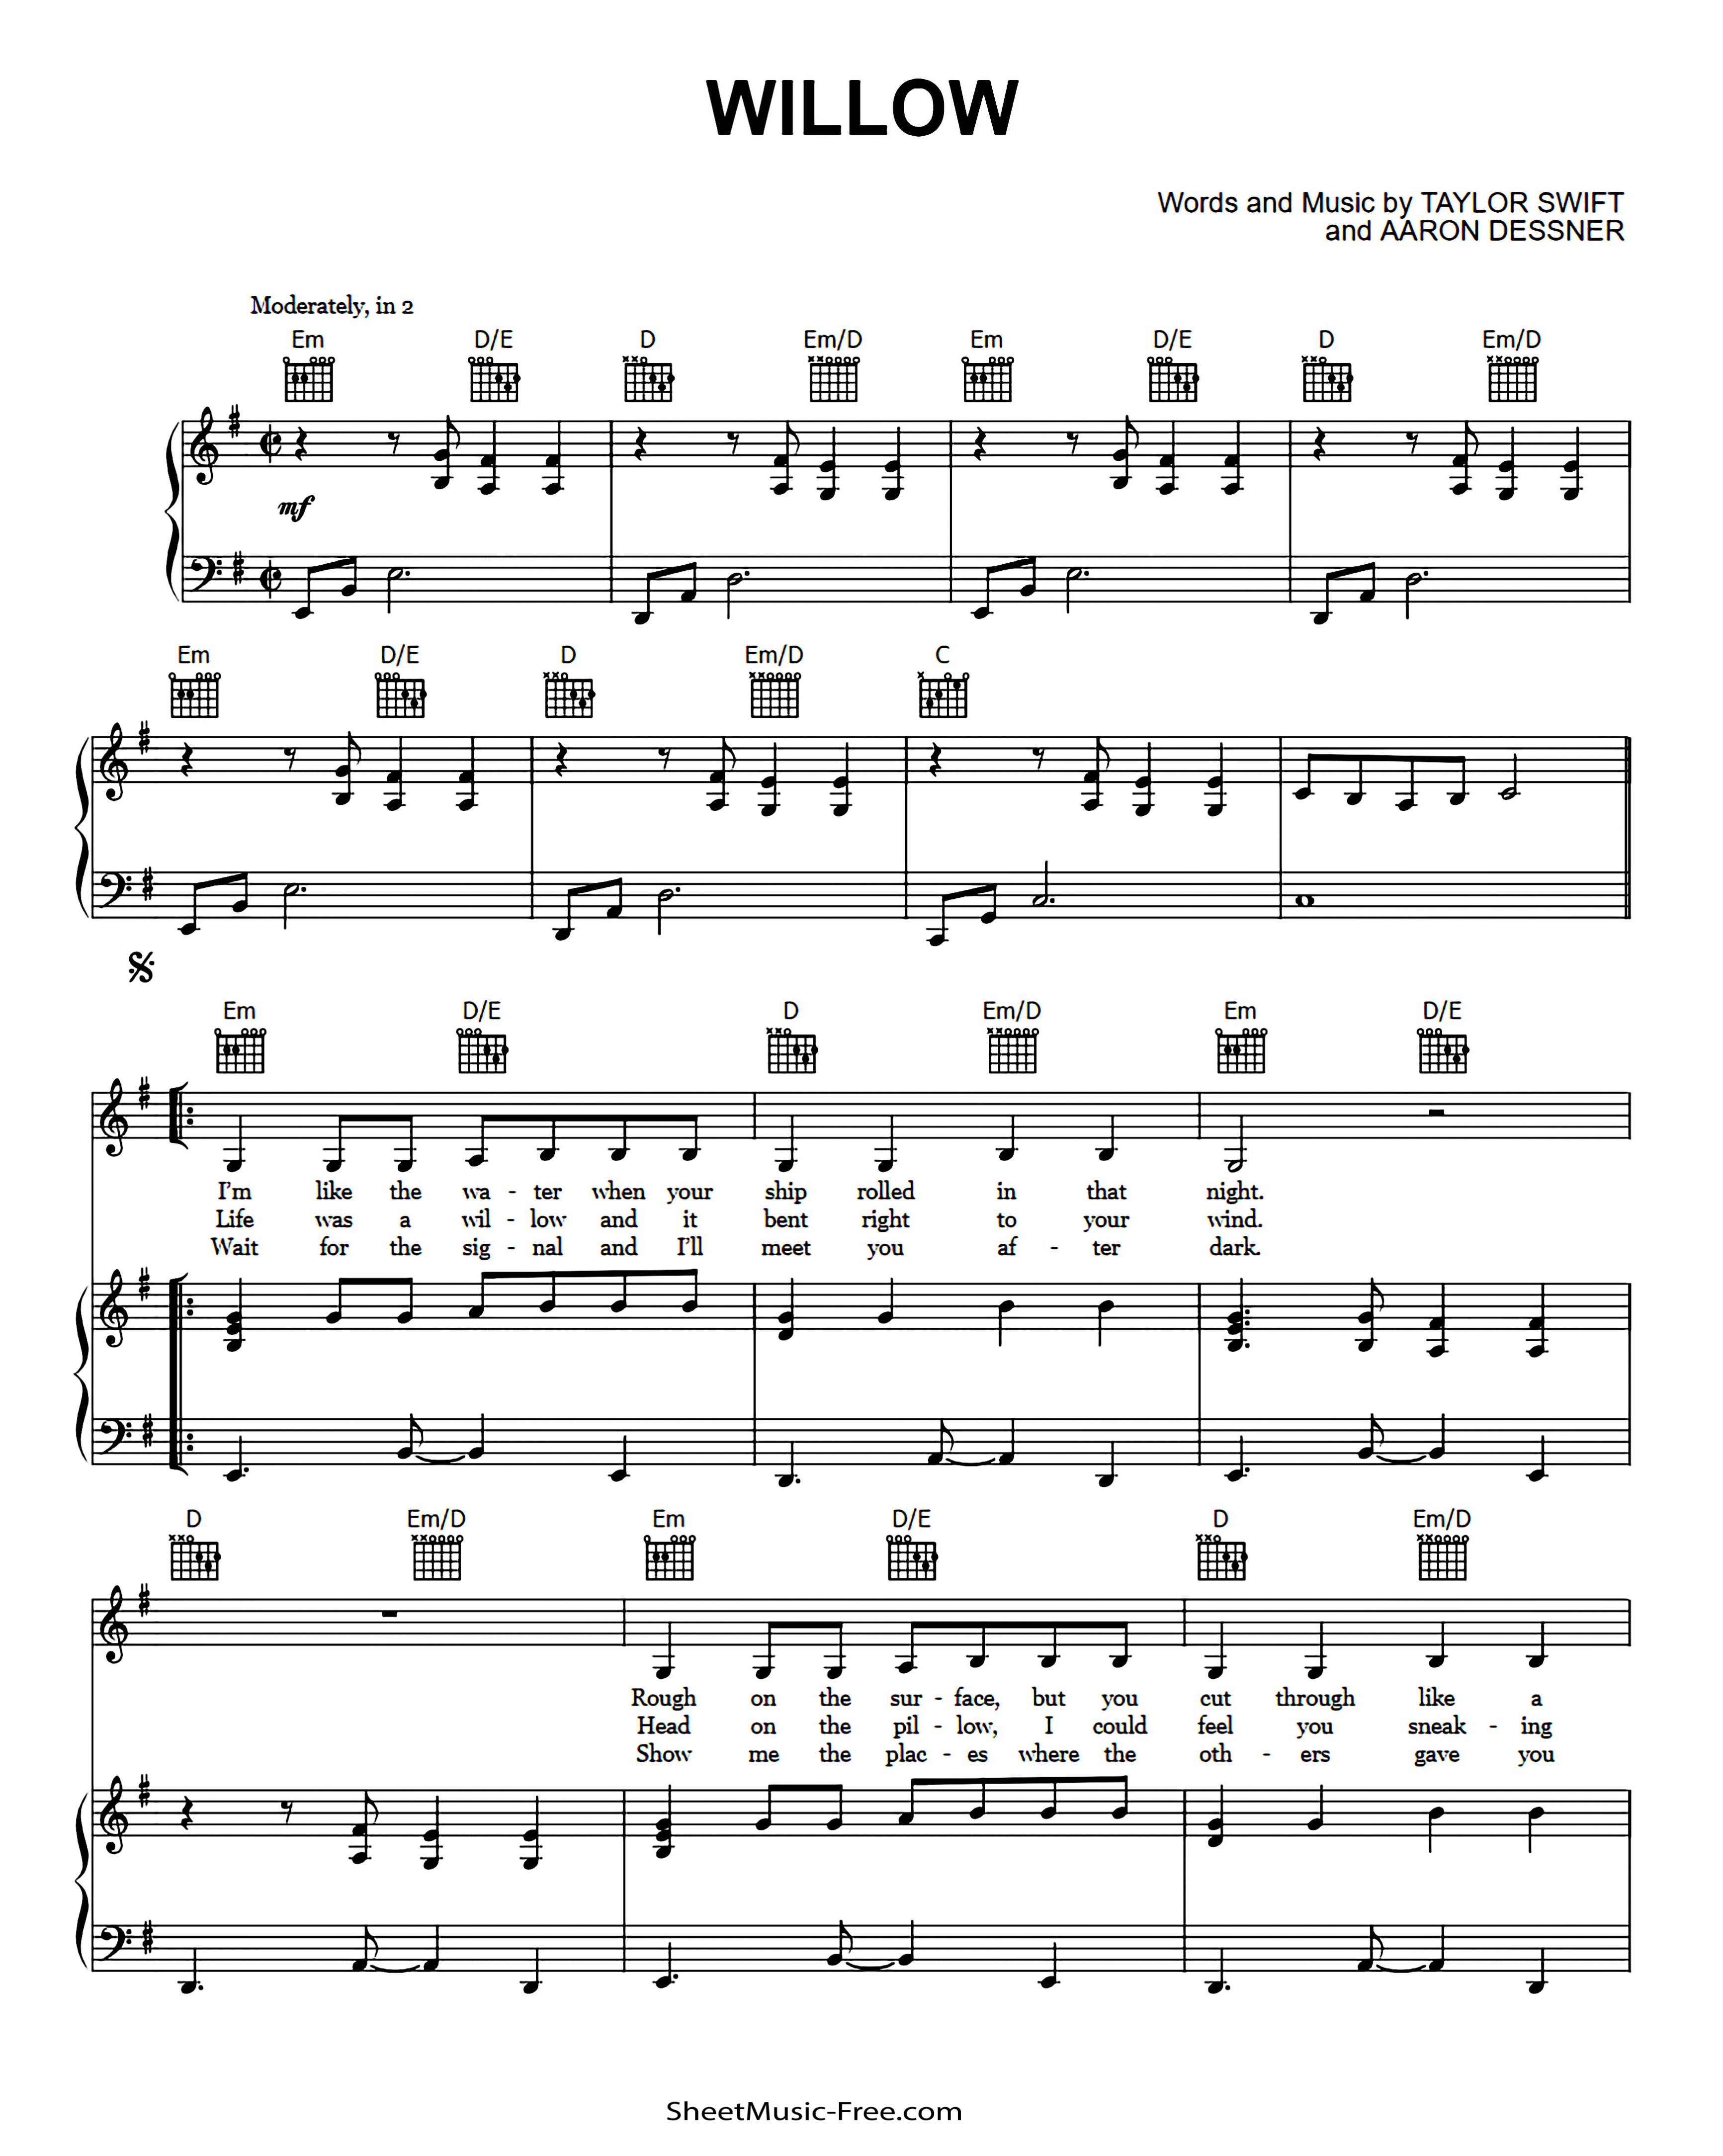 WILLOW
Words and Music by TAYLOR SWIFT
and AARON DESSNER
Moderately, in 2
Em D/E D Em/D Em D/E D Em/D
mf
Em D/E D Em/D C
Em D/E D Em/D Em D/E
I'm like the wa - ter when your ship rolled in that night.
Life was a wil - low and it bent right to your wind.
Wait for the sig - nal and I'll meet you af - ter dark.
D Em/D Em D/E D Em/D
Rough on the sur - face, but you cut through like a
Head on the pil - low, I could feel you sneak - ing
Show me the plac - es where the oth - ers gave you
SheetMusic-Free.com